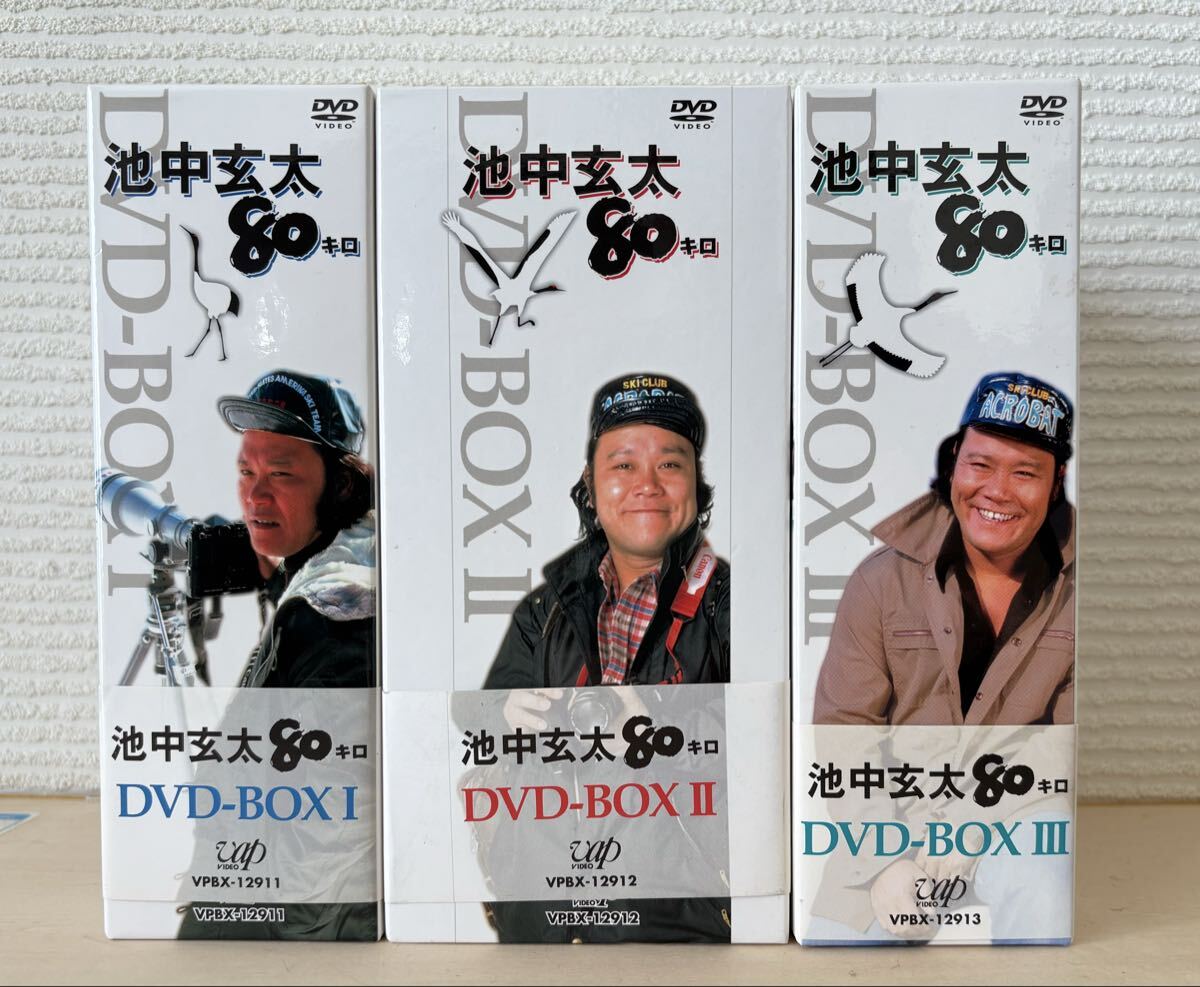 DVD VIDEO
池中玄太
80キロ
DVD-BOX I
SKI TEAM
池中玄太80キロ
DVD-BOX I
vap
VIDEO
VPBX-12911
VPBX-12911
DVD VIDEO
池中玄太
80キロ
DVD-BOX II
SKI CLUB
ACROBAT
Canon
池中玄太80キロ
DVD-BOX II
vap
VIDEO
VPBX-12912
VIDEO
VPBX-12912
DVD VIDEO
池中玄太
80キロ
DVD-BOX III
SKI CLUB
ACROBAT
池中玄太80キロ
DVD-BOX III
vap
VIDEO
VPBX-12913